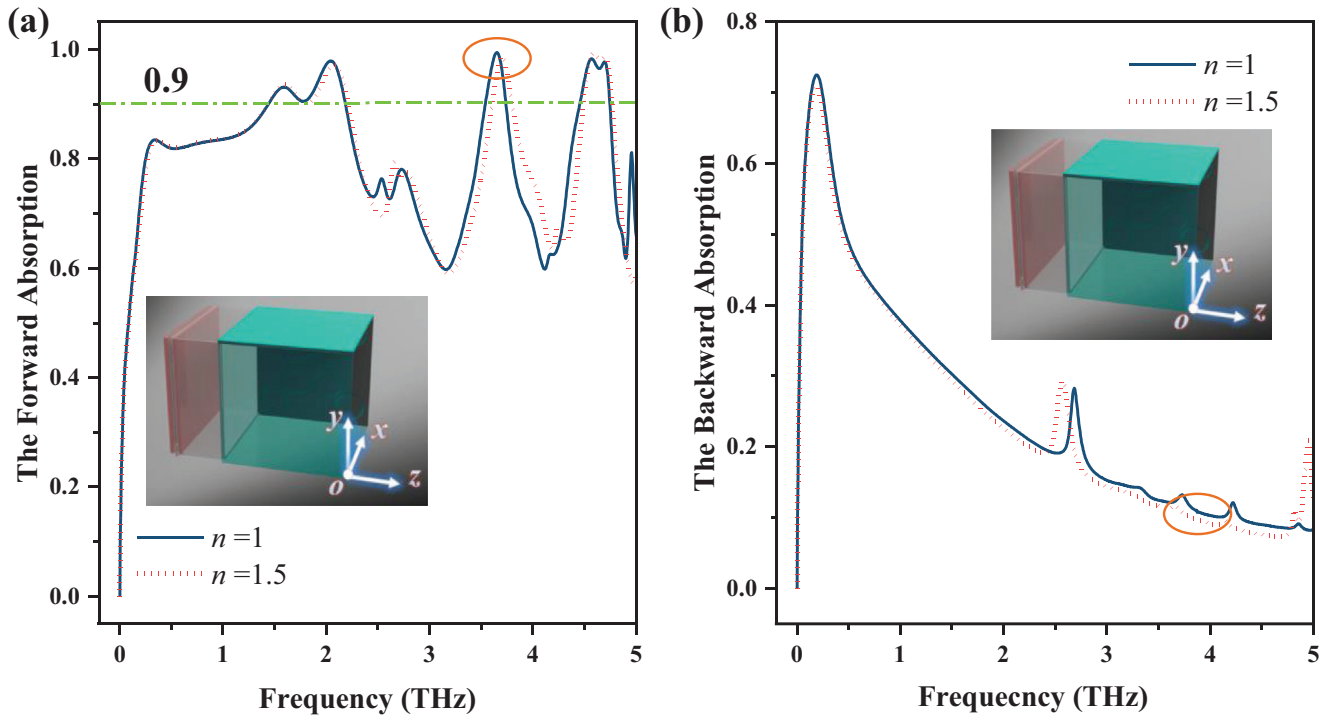 (a)
The Forward Absorption
1.0
0.8
0.6
0.4
0.2
0.0
0.9
y
x
o
z
n =1
n =1.5
0 1 2 3 4 5
Frequency (THz)
(b)
The Backward Absorption
0.8
0.6
0.4
0.2
0.0
n =1
n =1.5
y
x
o
z
0 1 2 3 4 5
Frequecncy (THz)